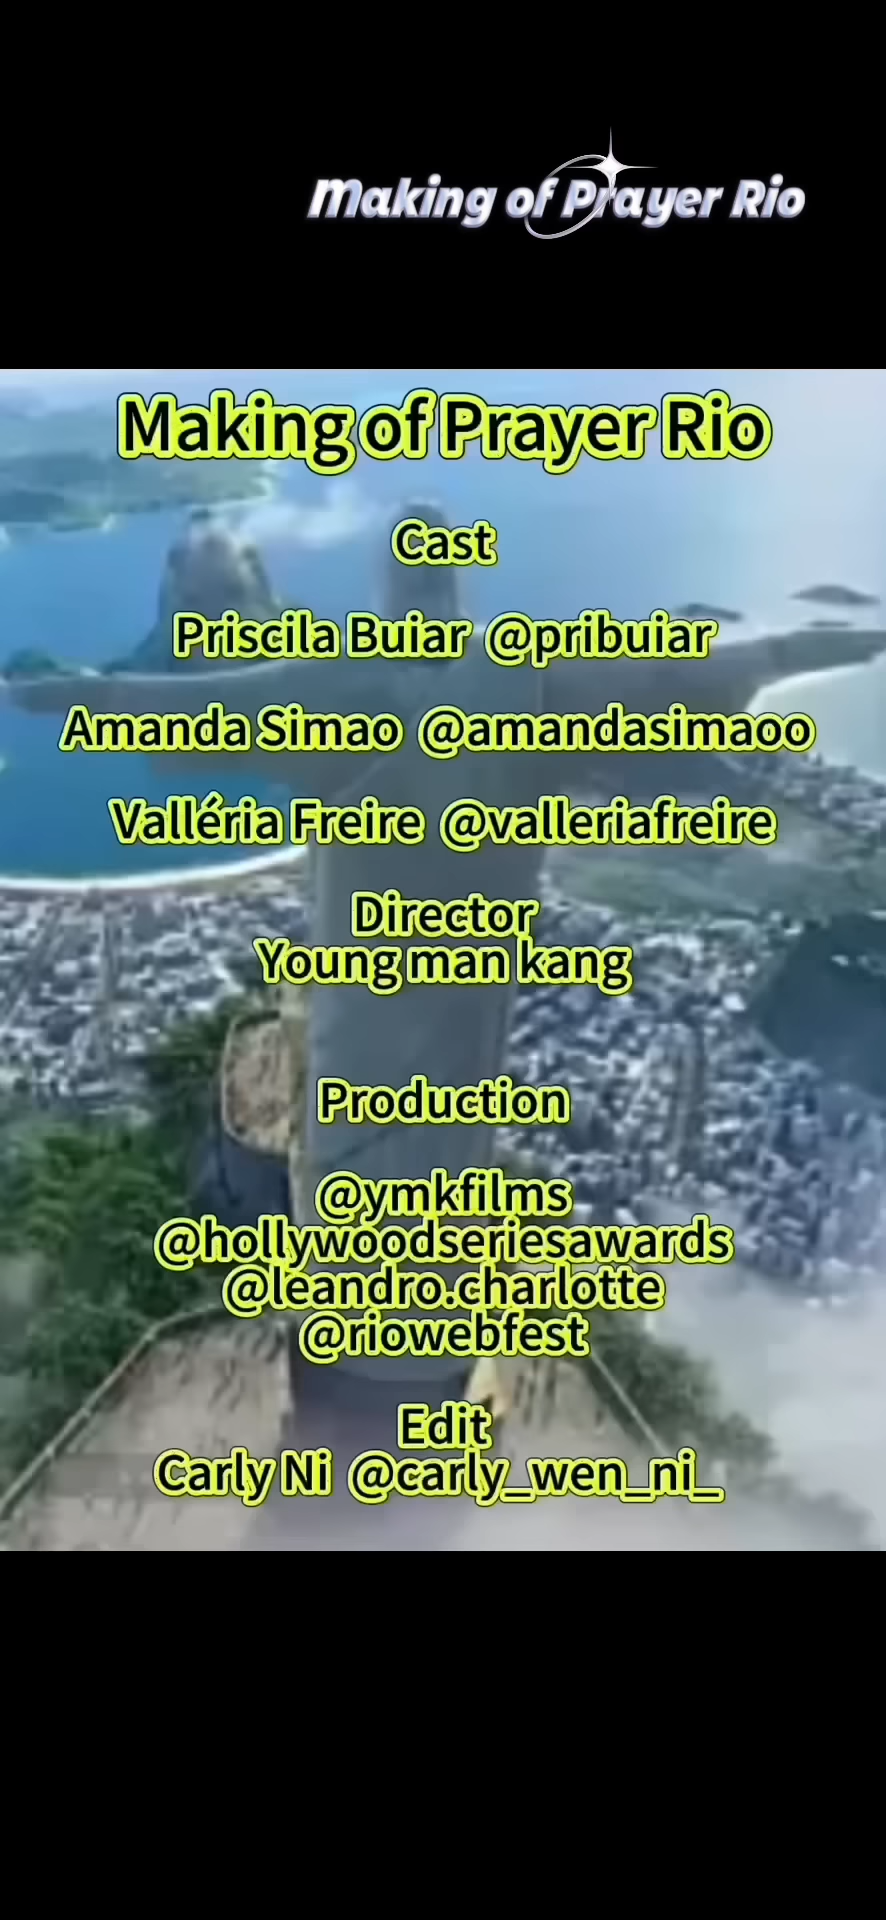 Making of Prayer Rio
Making of Prayer Rio
Cast
Priscila Buiar @pribuiar
Amanda Simao @amandasimaoo
Valléria Freire @valleriafreire
Director
Young man kang
Production
@ymkfilms
@hollywoodseriesawards
@leandro.charlotte
@riowebfest
Edit
Carly Ni @carly_wen_ni_